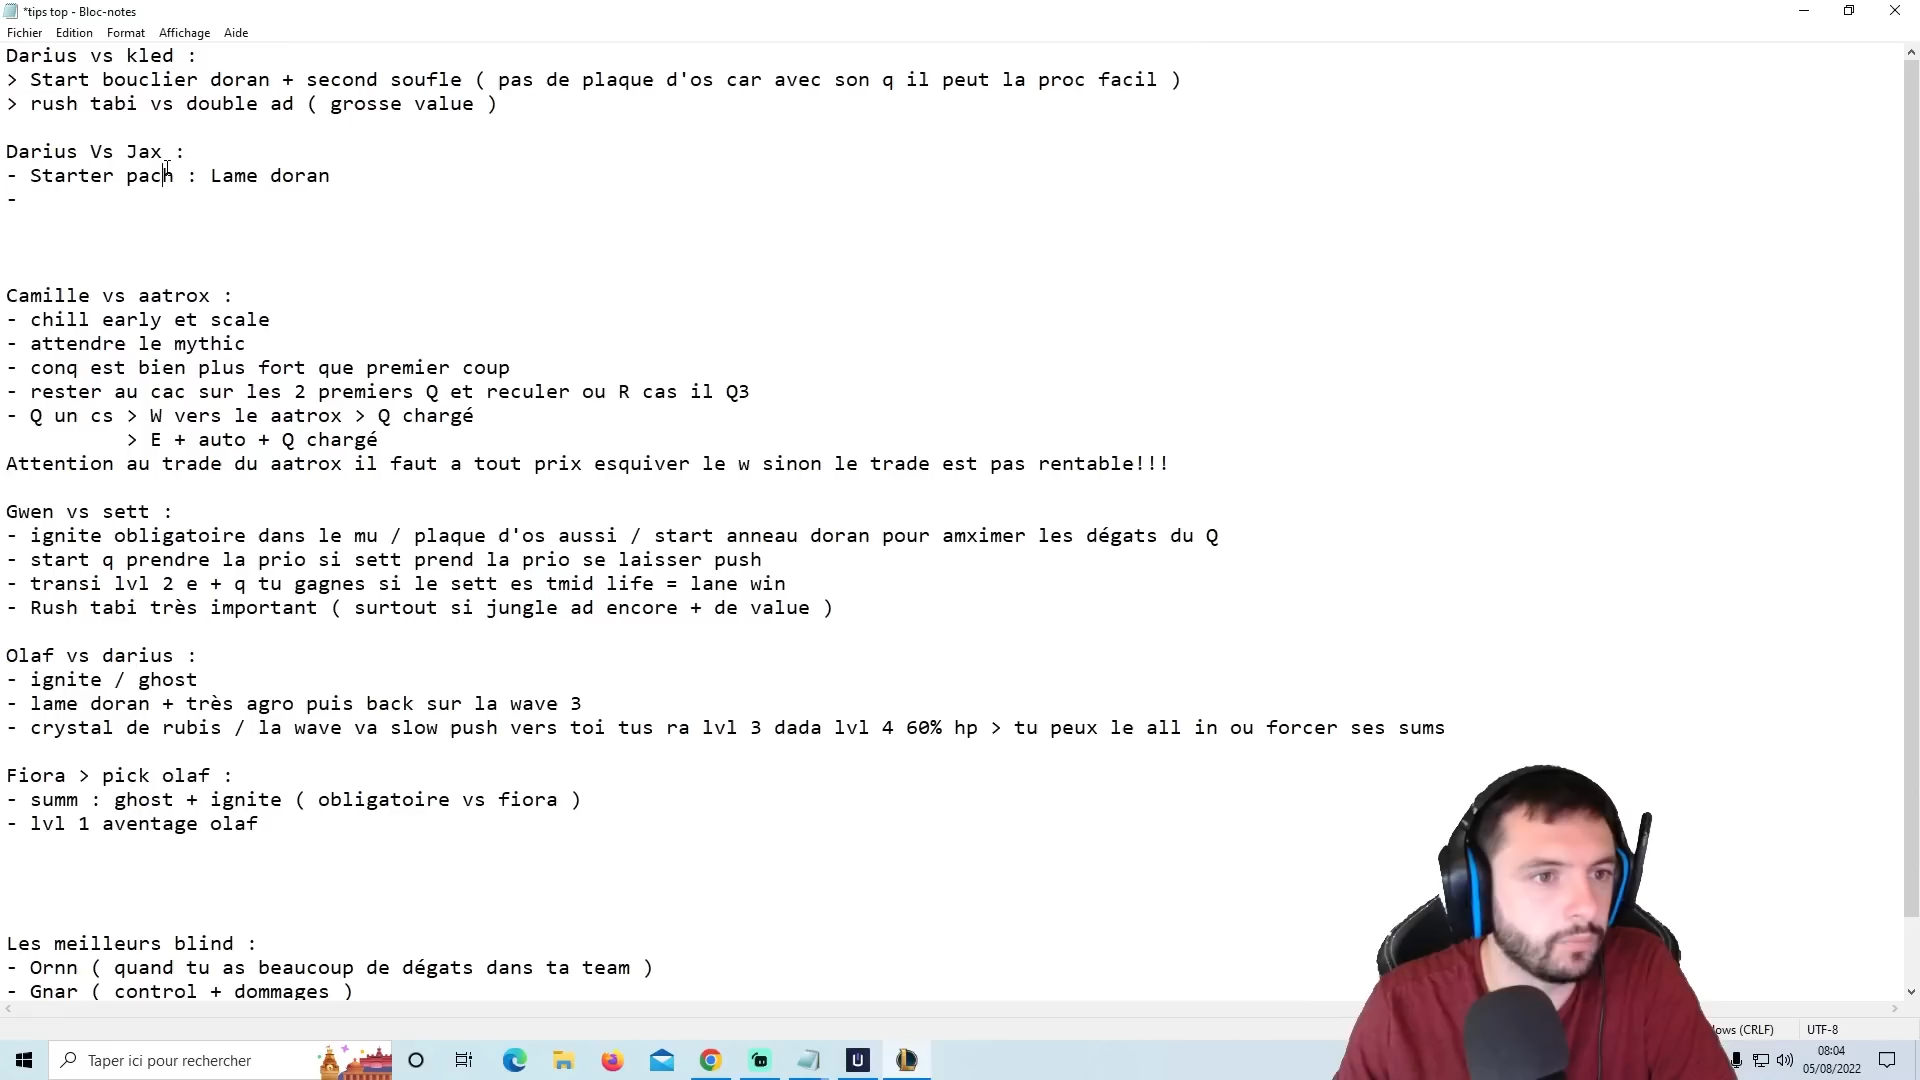 *tips top - Bloc-notes
Fichier Edition Format Affichage Aide
Darius vs kled :
> Start bouclier doran + second soufle ( pas de plaque d'os car avec son q il peut la proc facil )
> rush tabi vs double ad ( grosse value )
Darius Vs Jax :
- Starter pach : Lame doran
-
Camille vs aatrox :
- chill early et scale
- attendre le mythic
- conq est bien plus fort que premier coup
- rester au cac sur les 2 premiers Q et reculer ou R cas il Q3
- Q un cs > W vers le aatrox > Q chargé
> E + auto + Q chargé
Attention au trade du aatrox il faut a tout prix esquiver le w sinon le trade est pas rentable!!!
Gwen vs sett :
- ignite obligatoire dans le mu / plaque d'os aussi / start anneau doran pour amximer les dégats du Q
- start q prendre la prio si sett prend la prio se laisser push
- transi lvl 2 e + q tu gagnes si le sett es tmid life = lane win
- Rush tabi très important ( surtout si jungle ad encore + de value )
Olaf vs darius :
- ignite / ghost
- lame doran + très agro puis back sur la wave 3
- crystal de rubis / la wave va slow push vers toi tus ra lvl 3 dada lvl 4 60% hp > tu peux le all in ou forcer ses sums
Fiora > pick olaf :
- summ : ghost + ignite ( obligatoire vs fiora )
- lvl 1 aventage olaf
Les meilleurs blind :
- Ornn ( quand tu as beaucoup de dégats dans ta team )
- Gnar ( control + dommages )
ows (CRLF) UTF-8
Taper ici pour rechercher
08:04
05/08/2022